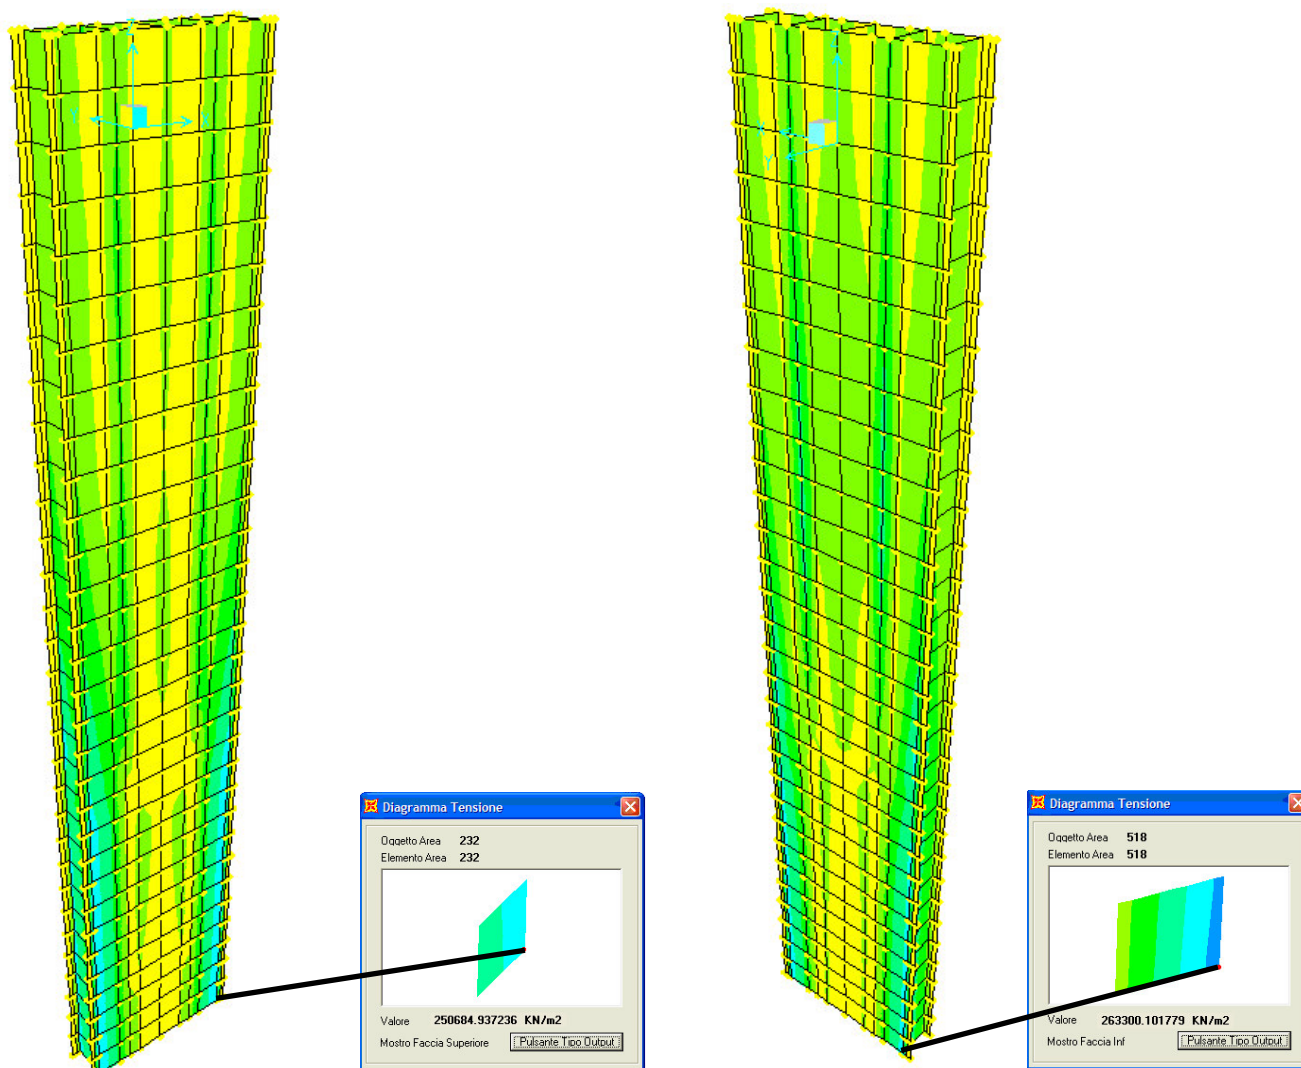 Z
Y
X
Z
X
Y
Diagramma Tensione
Oggetto Area 232
Elemento Area 232
Valore 250684.937236 KN/m2
Mostro Faccia Superiore Pulsante Tipo Output
Diagramma Tensione
Oggetto Area 518
Elemento Area 518
Valore 263300.101779 KN/m2
Mostro Faccia Inf Pulsante Tipo Output